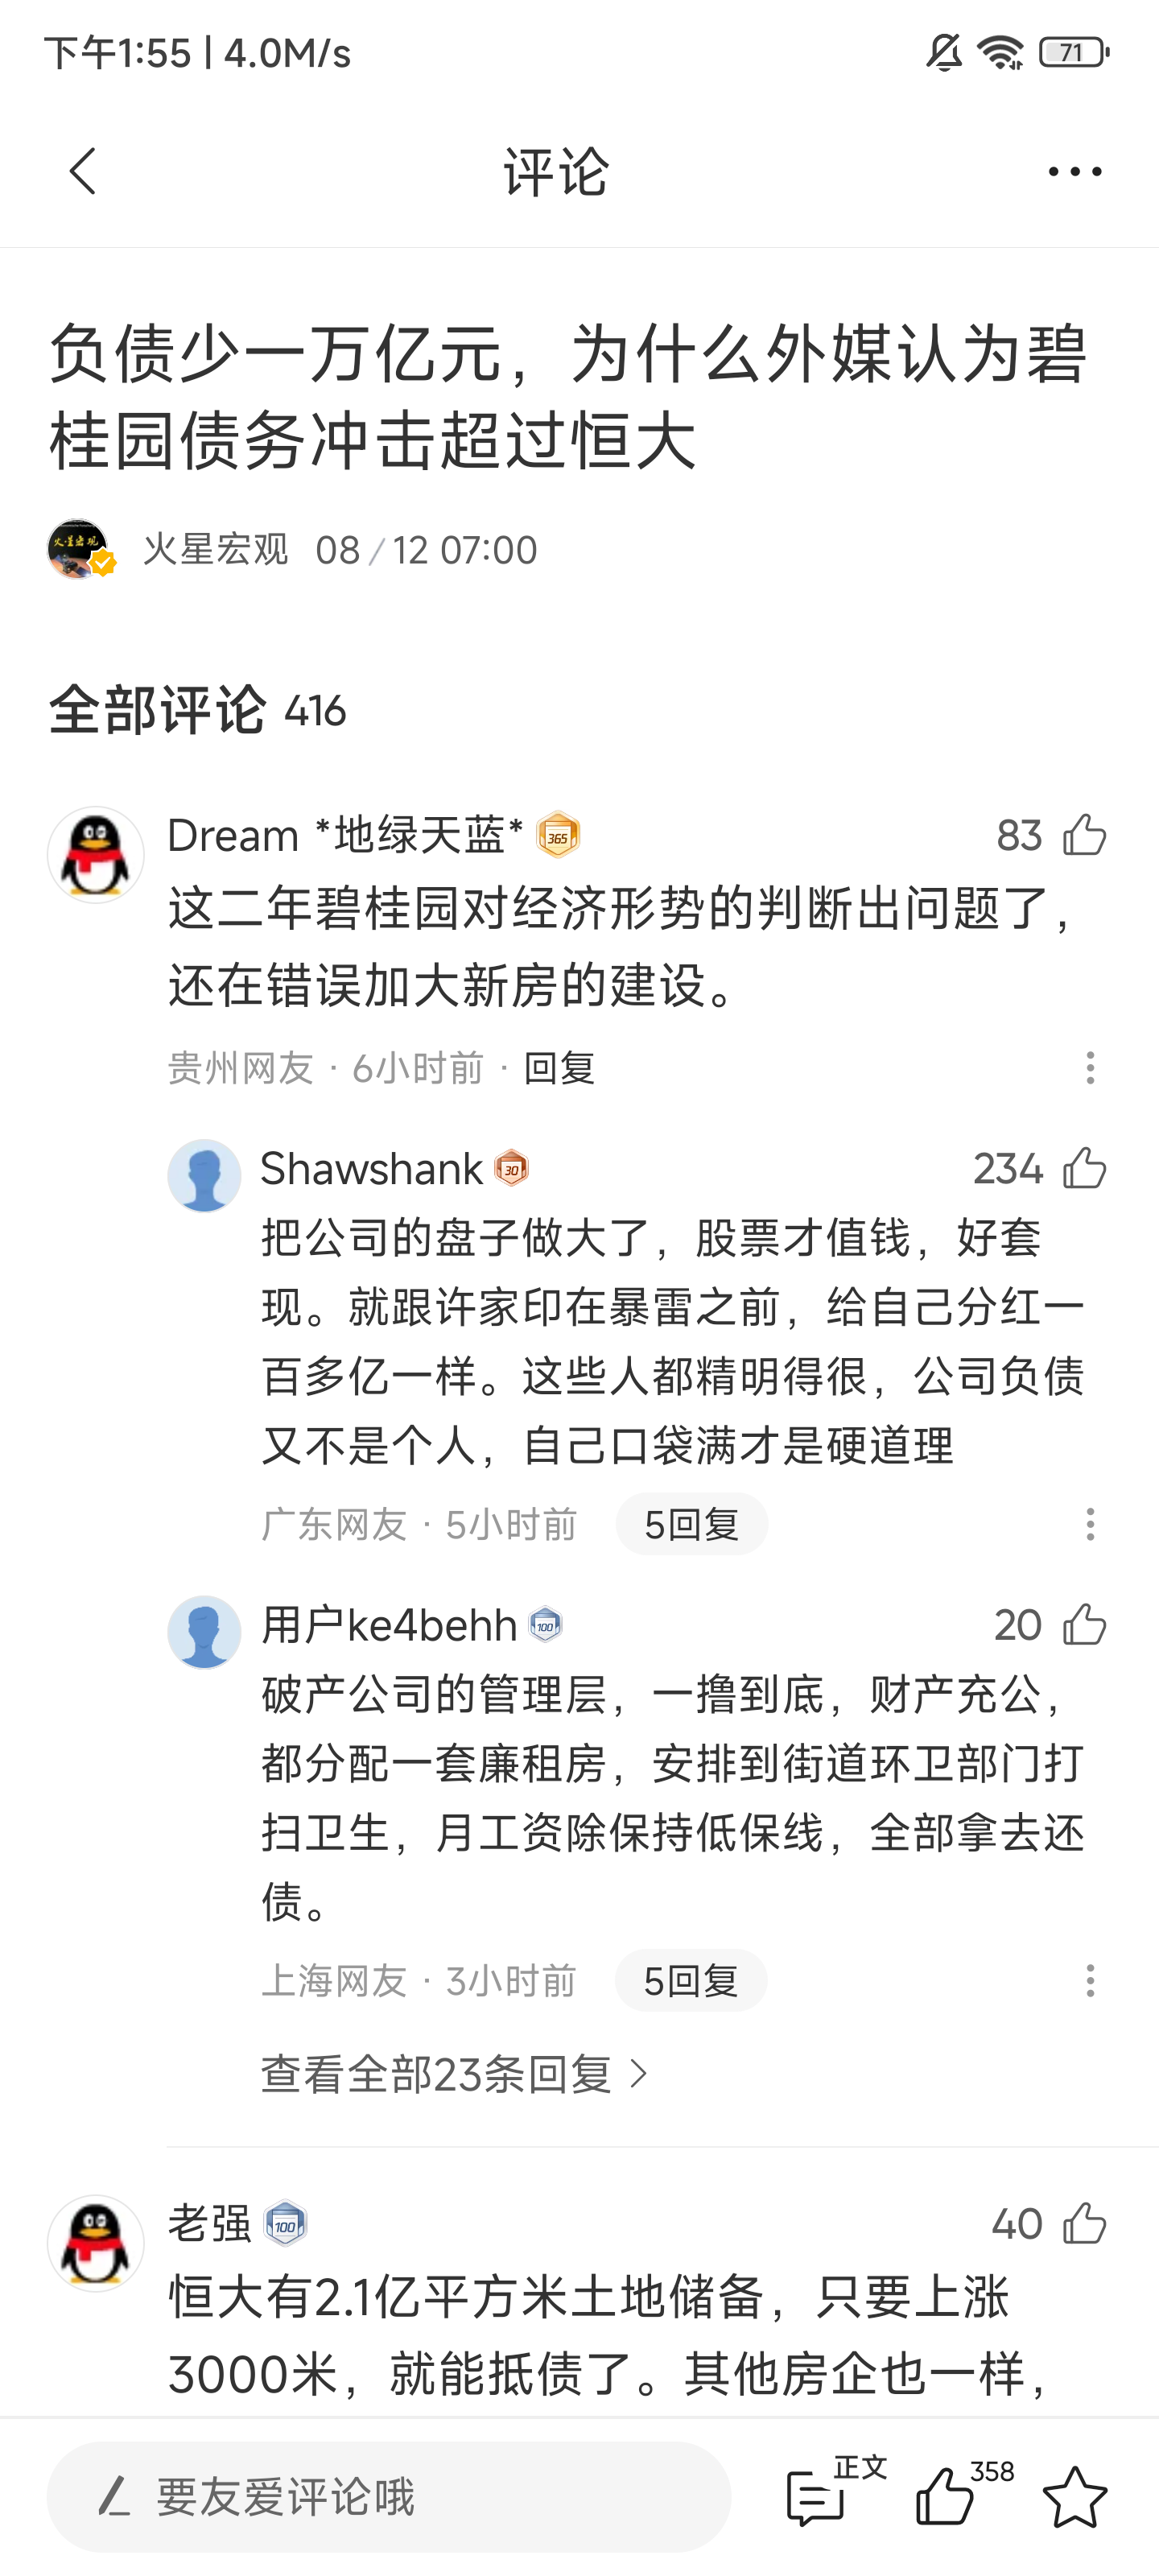 下午1:55 | 4.0M/s
71
评论
负债少一万亿元，为什么外媒认为碧
桂园债务冲击超过恒大
火星宏观
火星宏观 08/12 07:00
全部评论 416
Dream *地绿天蓝* 365 83
这二年碧桂园对经济形势的判断出问题了，
还在错误加大新房的建设。
贵州网友 · 6小时前 · 回复
Shawshank 30 234
把公司的盘子做大了，股票才值钱，好套
现。就跟许家印在暴雷之前，给自己分红一
百多亿一样。这些人都精明得很，公司负债
又不是个人，自己口袋满才是硬道理
广东网友 · 5小时前 5回复
用户ke4behh 100 20
破产公司的管理层，一撸到底，财产充公，
都分配一套廉租房，安排到街道环卫部门打
扫卫生，月工资除保持低保线，全部拿去还
债。
上海网友 · 3小时前 5回复
查看全部23条回复
老强 100 40
恒大有2.1亿平方米土地储备，只要上涨
3000米，就能抵债了。其他房企也一样，
要友爱评论哦 正文 358